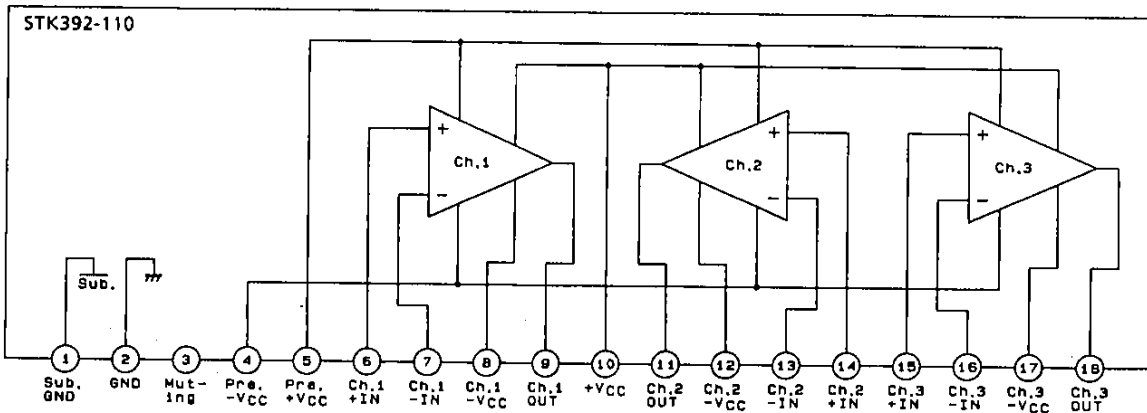 STK392-110
+
Ch.1
−
+
Ch.2
−
+
Ch.3
−
Sub.
1
2
3
4
5
6
7
8
9
10
11
12
13
14
15
16
17
18
Sub.
GND
GND
Mut-
ing
Pre.
-VCC
Pre.
+VCC
Ch.1
+IN
Ch.1
-IN
Ch.1
-VCC
Ch.1
OUT
+VCC
Ch.2
OUT
Ch.2
-VCC
Ch.2
-IN
Ch.2
+IN
Ch.3
+IN
Ch.3
-IN
Ch.3
-VCC
Ch.3
OUT